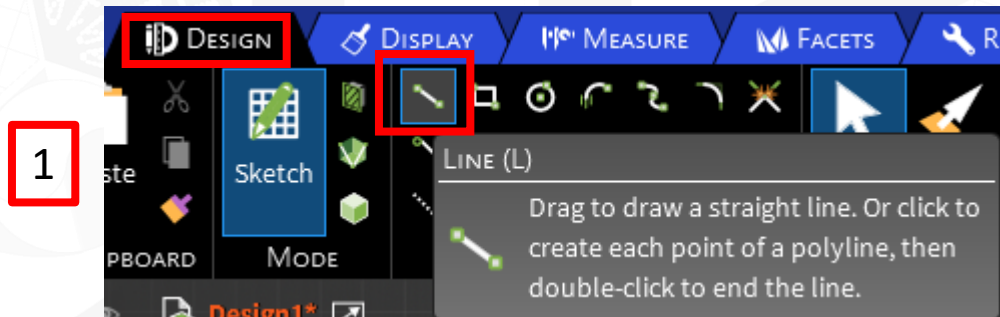 DESIGN DISPLAY MEASURE FACETS R
1
ste Sketch
LINE (L)
Drag to draw a straight line. Or click to
create each point of a polyline, then
double-click to end the line.
PBOARD MODE
Design1*